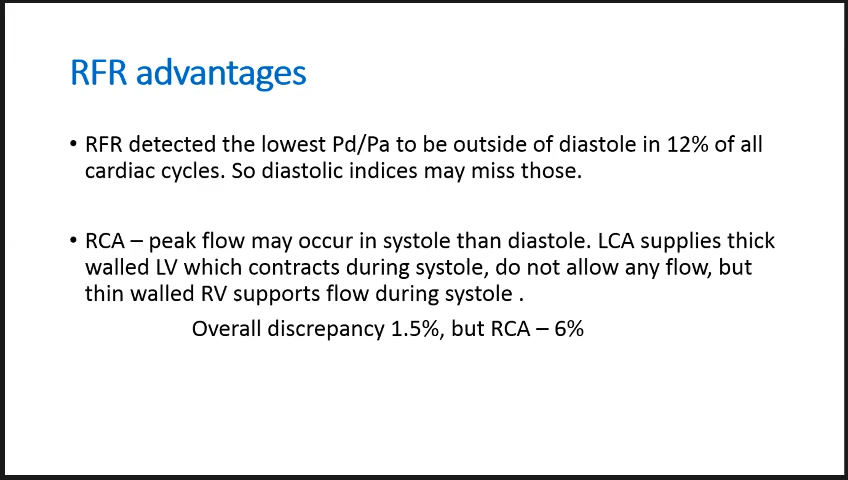 RFR advantages
• RFR detected the lowest Pd/Pa to be outside of diastole in 12% of all
cardiac cycles. So diastolic indices may miss those.
• RCA – peak flow may occur in systole than diastole. LCA supplies thick
walled LV which contracts during systole, do not allow any flow, but
thin walled RV supports flow during systole .
Overall discrepancy 1.5%, but RCA – 6%